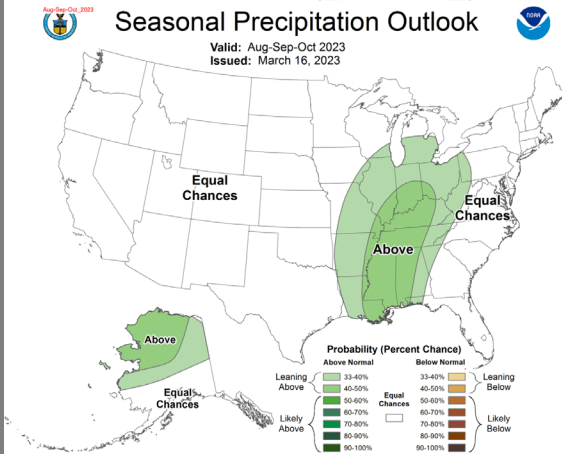 Aug-Sep-Oct_2023
Seasonal Precipitation Outlook
NOAA
Valid: Aug-Sep-Oct 2023
Issued: March 16, 2023
Equal
Chances
Equal
Chances
Above
Above
Equal
Chances
Probability (Percent Chance)
Above Normal
Below Normal
Leaning
Above
33-40%
40-50%
Likely
Above
50-60%
60-70%
70-80%
80-90%
90-100%
Equal
Chances
33-40%
40-50%
Leaning
Below
50-60%
60-70%
70-80%
80-90%
90-100%
Likely
Below